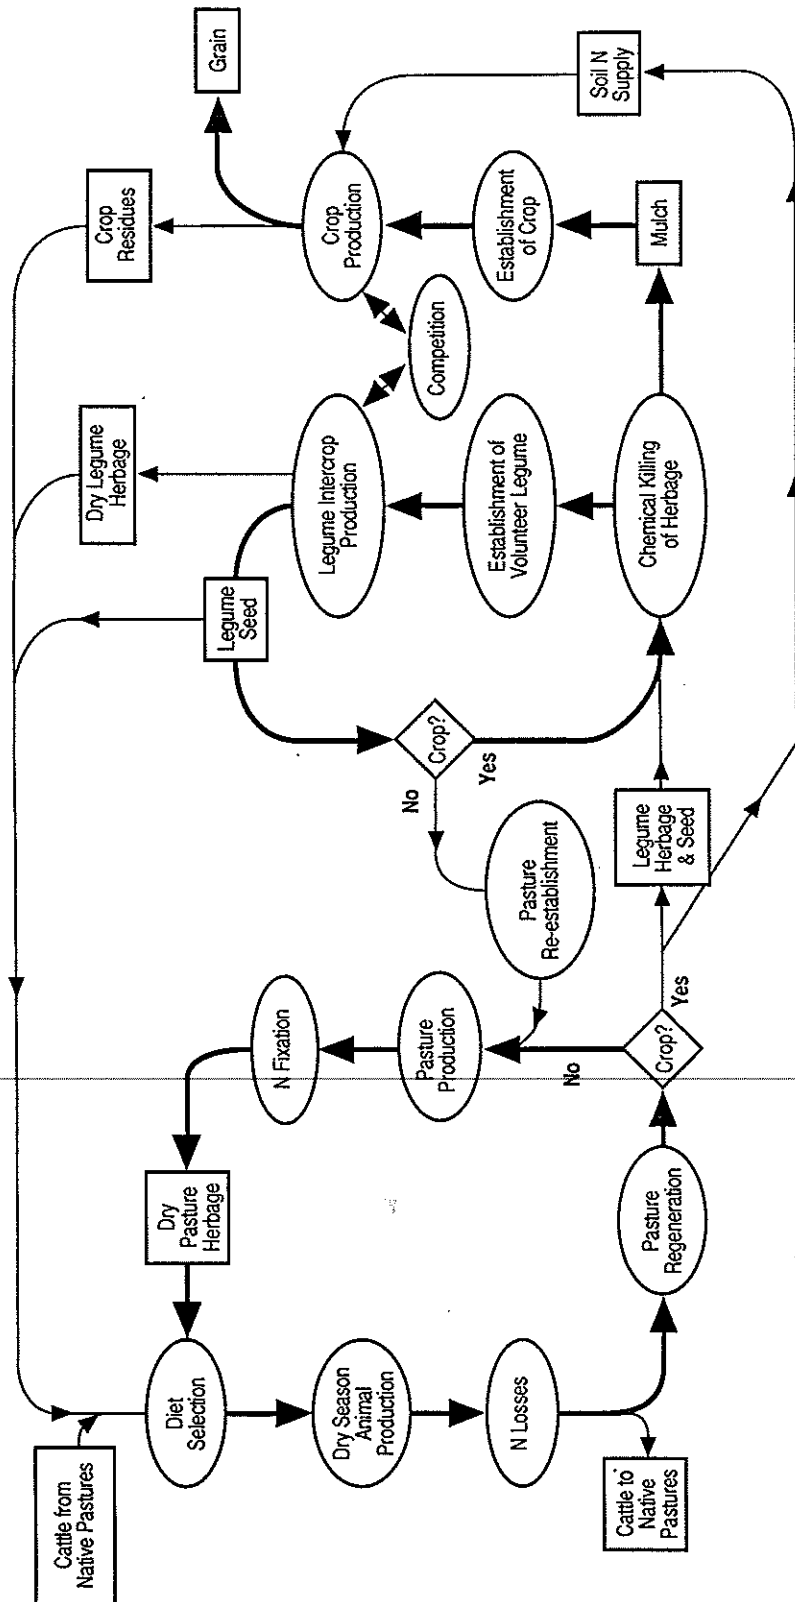 Cattle from
Native Pastures
Diet
Selection
Dry Season
Animal
Production
N Losses
Cattle to
Native
Pastures
Dry
Pasture
Herbage
Pasture
Regeneration
N Fixation
Pasture
Production
No
Crop?
Yes
Pasture
Re-establishment
Legume
Herbage
& Seed
No
Crop?
Yes
Legume
Seed
Dry Legume
Herbage
Legume Intercrop
Production
Establishment of
Volunteer Legume
Chemical Killing
of Herbage
Competition
Crop
Residues
Grain
Crop
Production
Establishment
of Crop
Mulch
Soil N
Supply